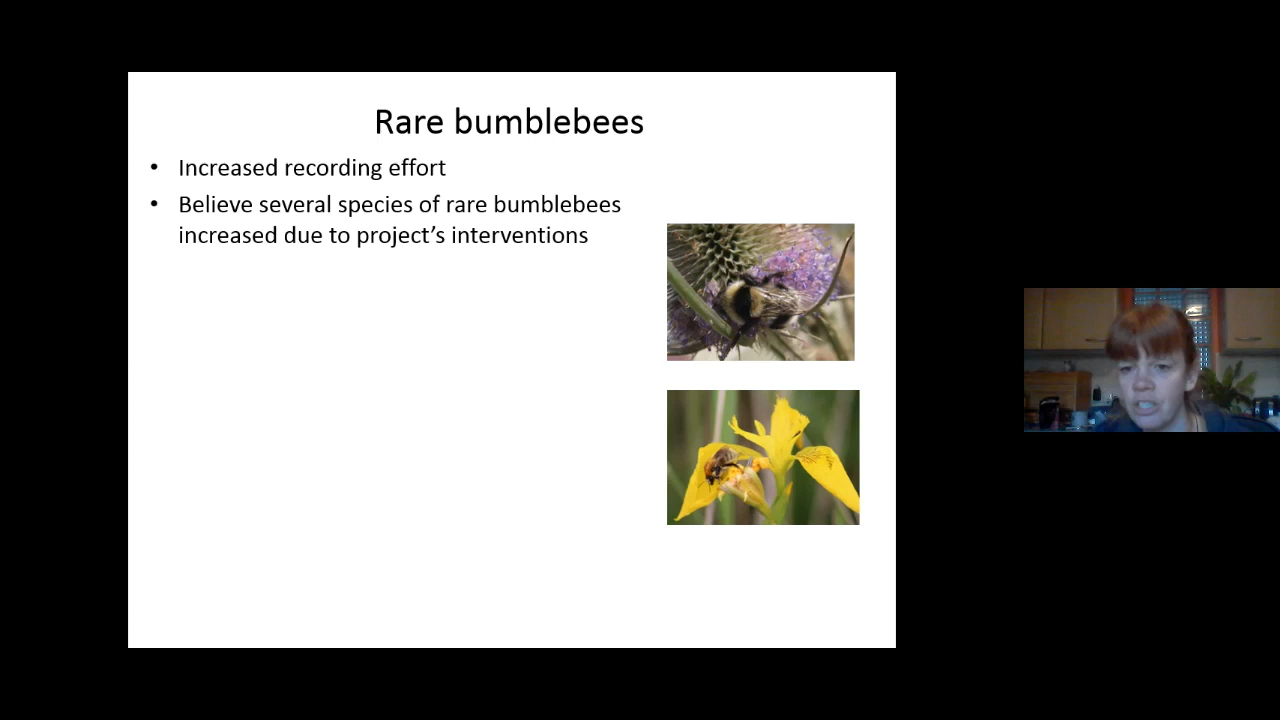 Rare bumblebees
• Increased recording effort
• Believe several species of rare bumblebees
increased due to project’s interventions